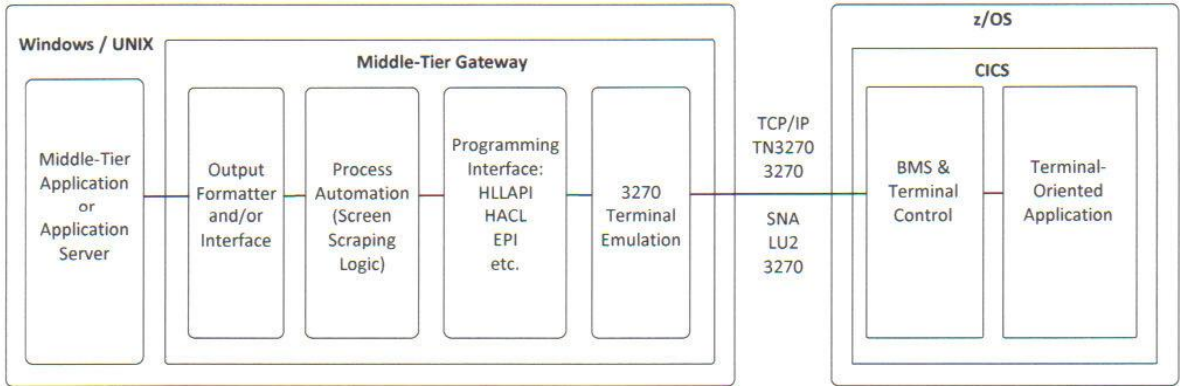 Windows / UNIX
Middle-Tier
Application
or
Application
Server
Middle-Tier Gateway
Output
Formatter
and/or
Interface
Process
Automation
(Screen
Scraping
Logic)
Programming
Interface:
HLLAPI
HACL
EPI
etc.
3270
Terminal
Emulation
TCP/IP
TN3270
3270
SNA
LU2
3270
z/OS
CICS
BMS &
Terminal
Control
Terminal-
Oriented
Application